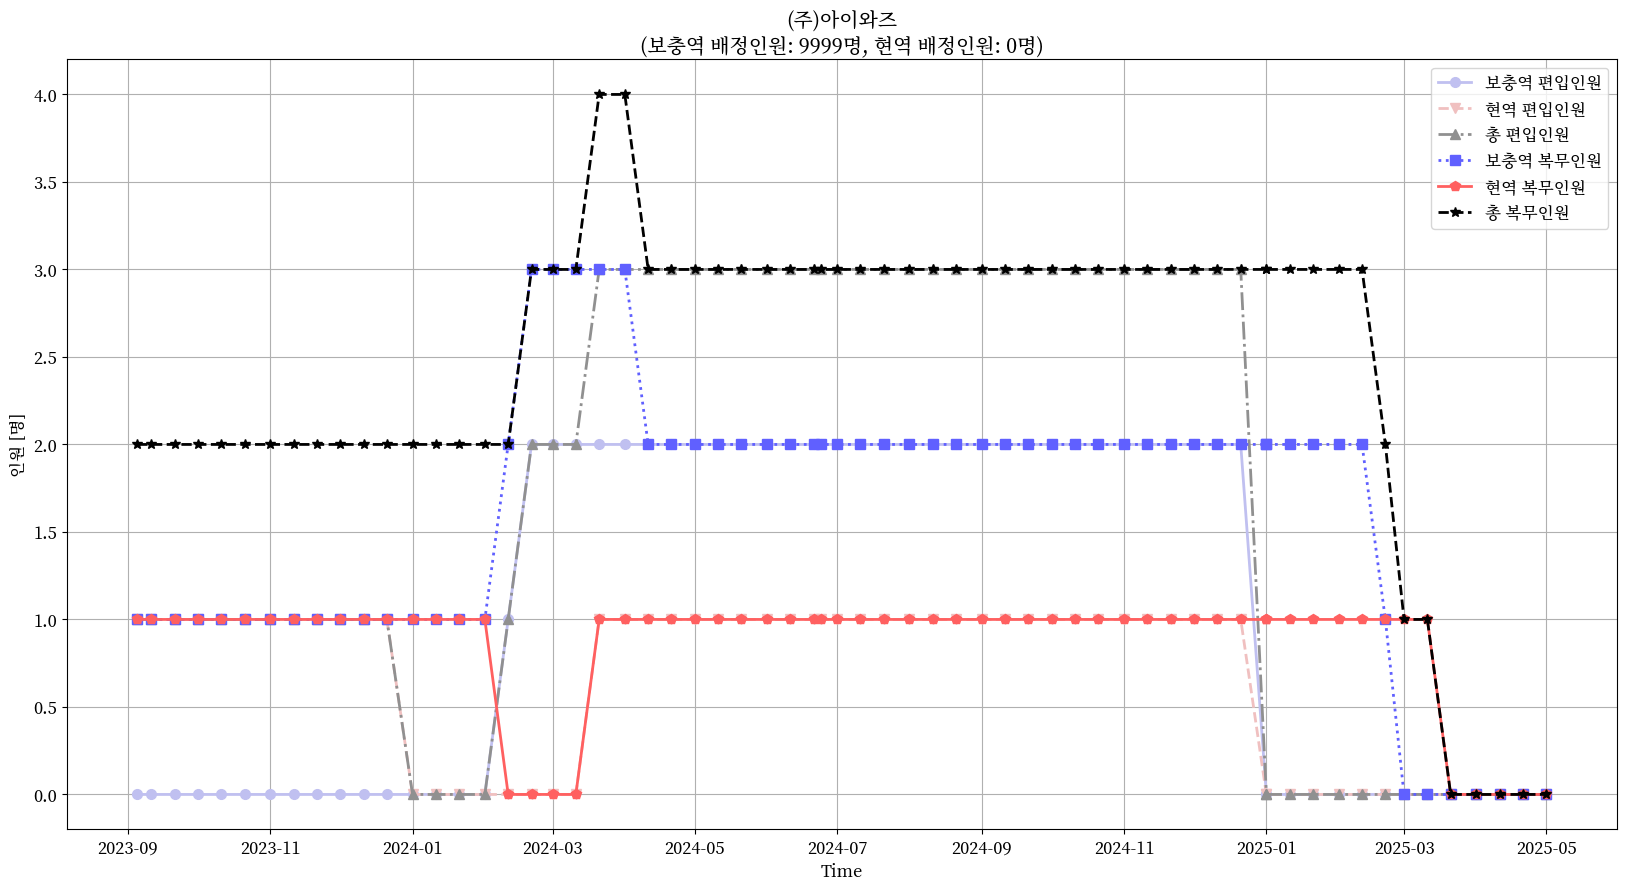 (주)아이와즈
(보충역 배정인원: 9999명, 현역 배정인원: 0명)
보충역 편입인원
현역 편입인원
총 편입인원
보충역 복무인원
현역 복무인원
총 복무인원
4.0
3.5
3.0
2.5
2.0
1.5
1.0
0.5
0.0
인원 [명]
2023-09 2023-11 2024-01 2024-03 2024-05 2024-07 2024-09 2024-11 2025-01 2025-03 2025-05
Time